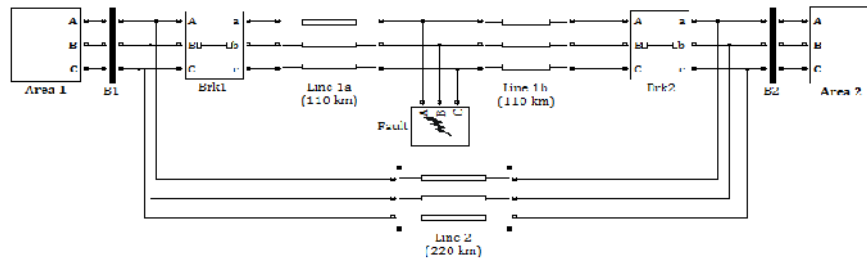 A A a A a A
B B b B b B
C C c C c C
Area 1 B1 Brk1 Line 1a Line 1b Brk2 B2 Area 2
(110 km) (110 km)
A B C
Fault
Line 2
(220 km)